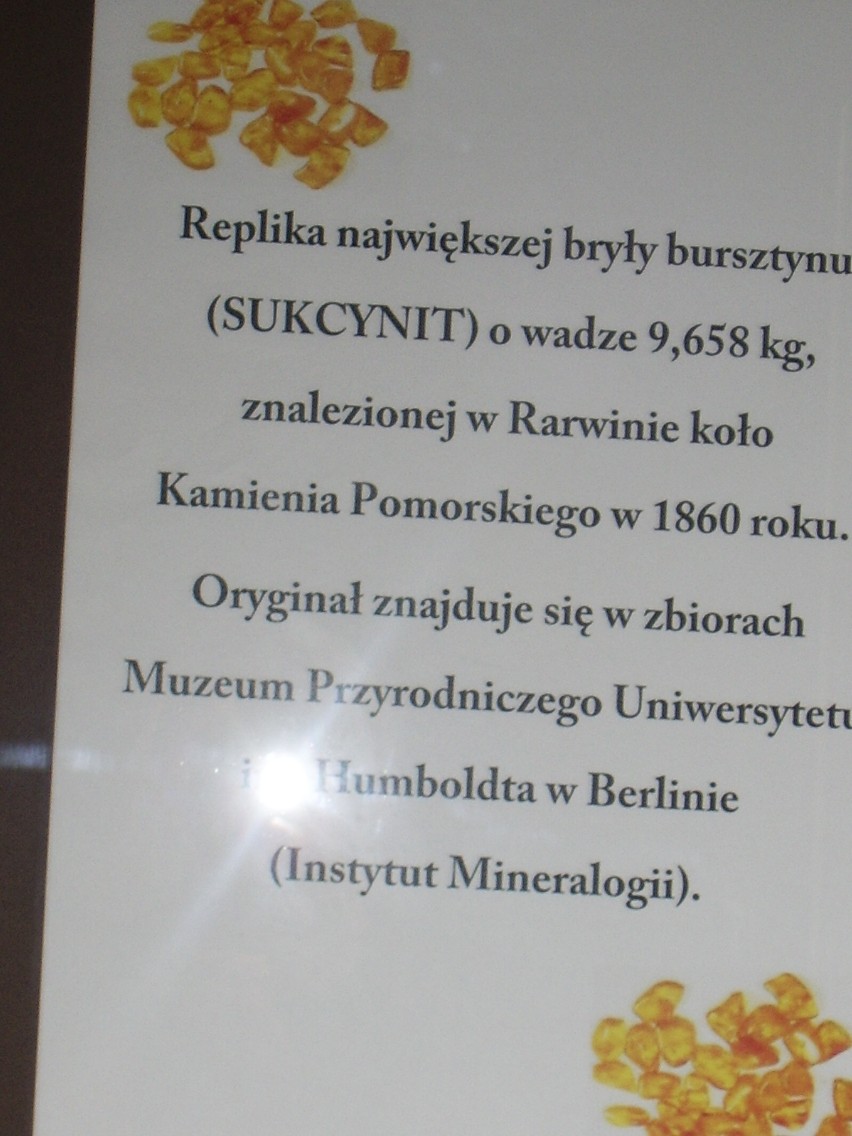 Replika największej bryły bursztynu
(SUKCYNIT) o wadze 9,658 kg,
znalezionej w Rarwinie koło
Kamienia Pomorskiego w 1860 roku.
Oryginał znajduje się w zbiorach
Muzeum Przyrodniczego Uniwersytetu
Humboldta w Berlinie
(Instytut Mineralogii).